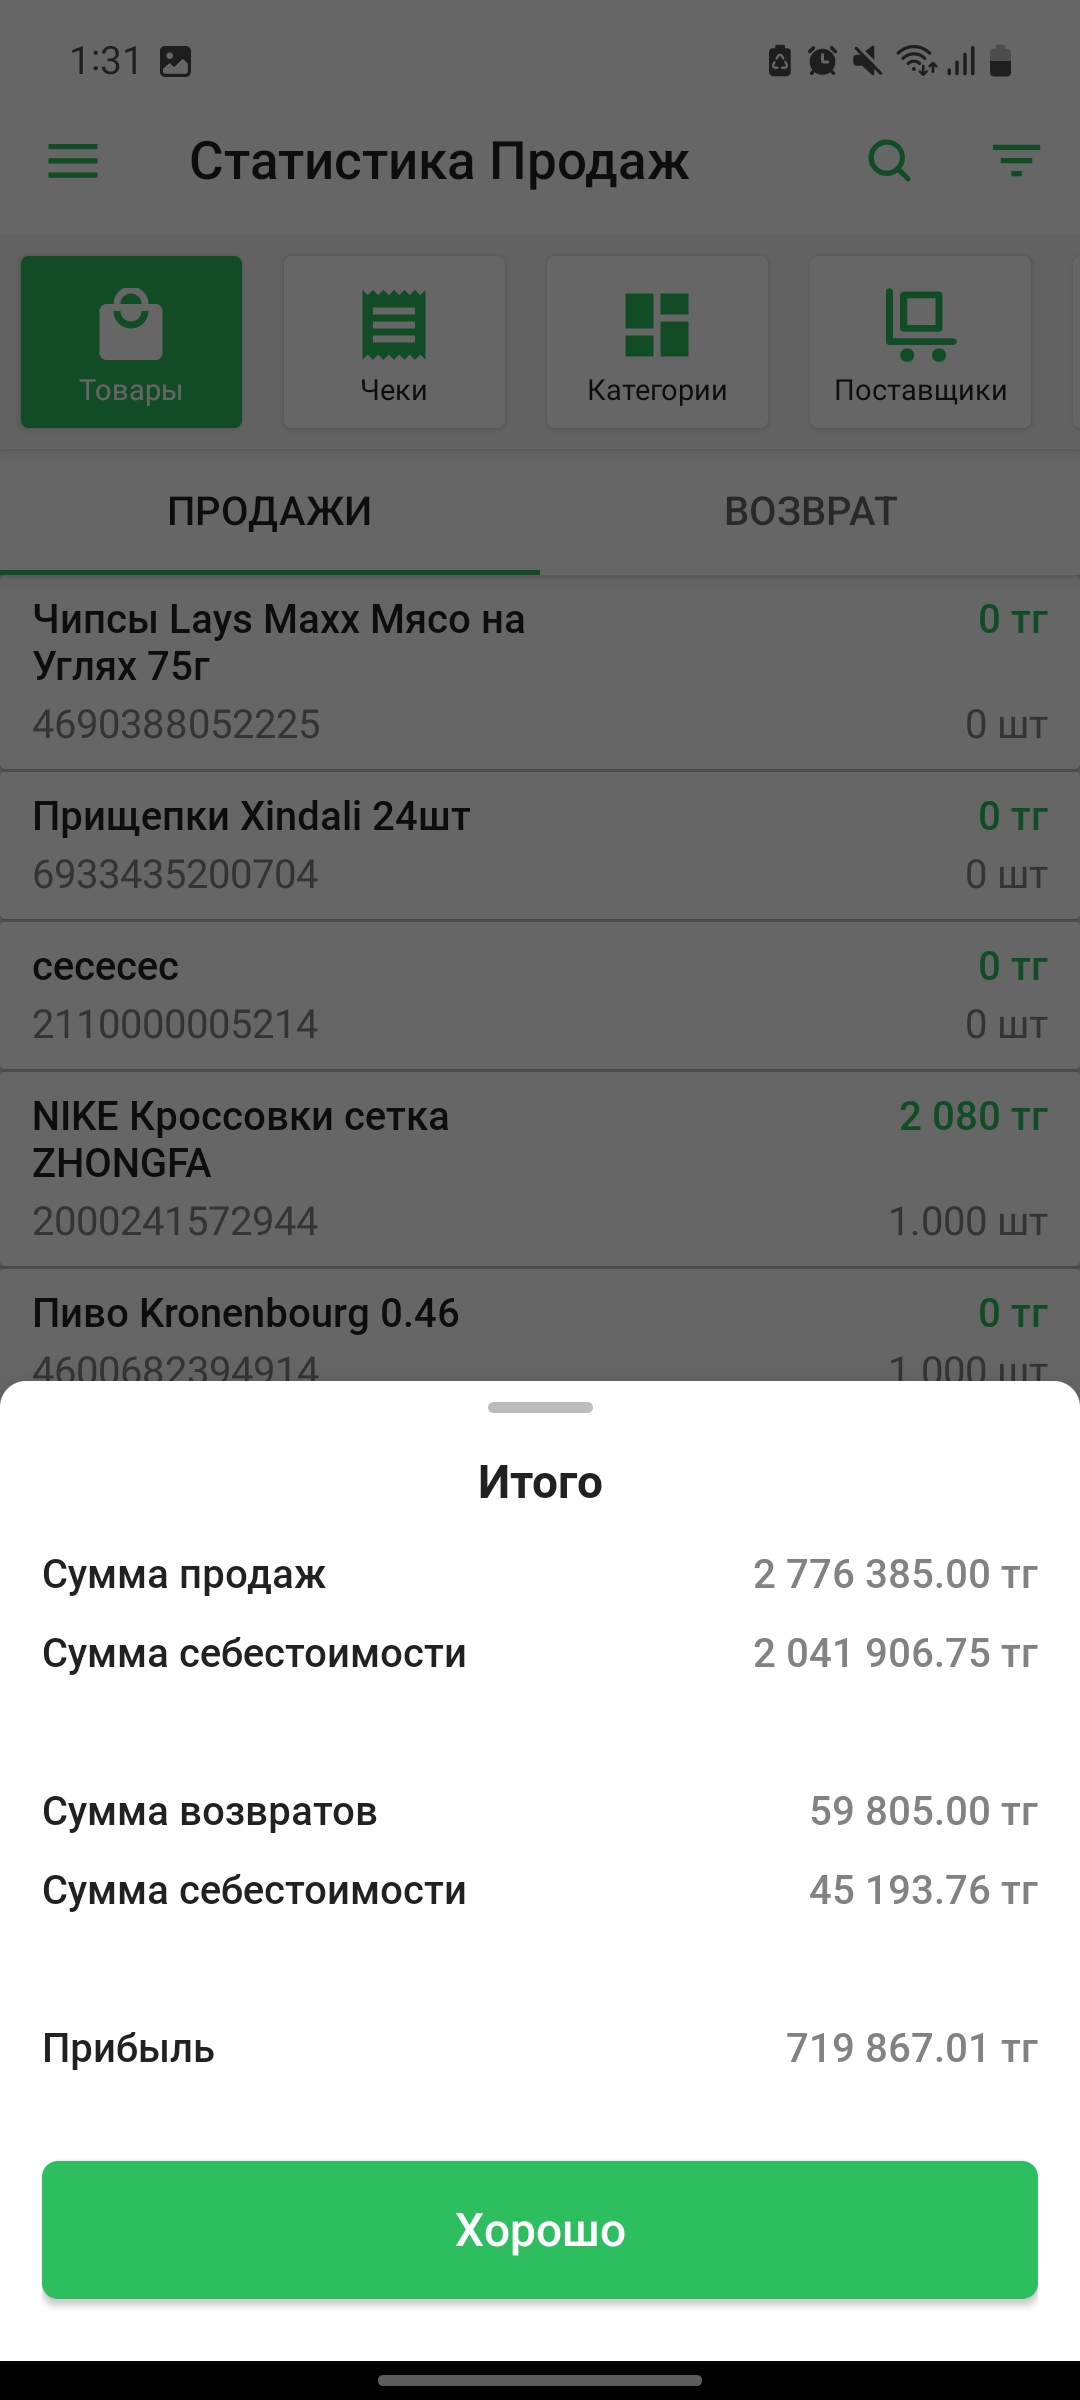 1:31
Статистика Продаж
Товары
Чеки
Категории
Поставщики
ПРОДАЖИ
ВОЗВРАТ
Чипсы Lays Maxx Мясо на
Углях 75г
0 тг
4690388052225
0 шт
Прищепки Xindali 24шт
0 тг
6933435200704
0 шт
сесесес
0 тг
2110000005214
0 шт
NIKE Кроссовки сетка
ZHONGFA
2 080 тг
2000241572944
1.000 шт
Пиво Kronenbourg 0.46
0 тг
4600682394914
1 000 шт
Итого
Сумма продаж
2 776 385.00 тг
Сумма себестоимости
2 041 906.75 тг
Сумма возвратов
59 805.00 тг
Сумма себестоимости
45 193.76 тг
Прибыль
719 867.01 тг
Хорошо